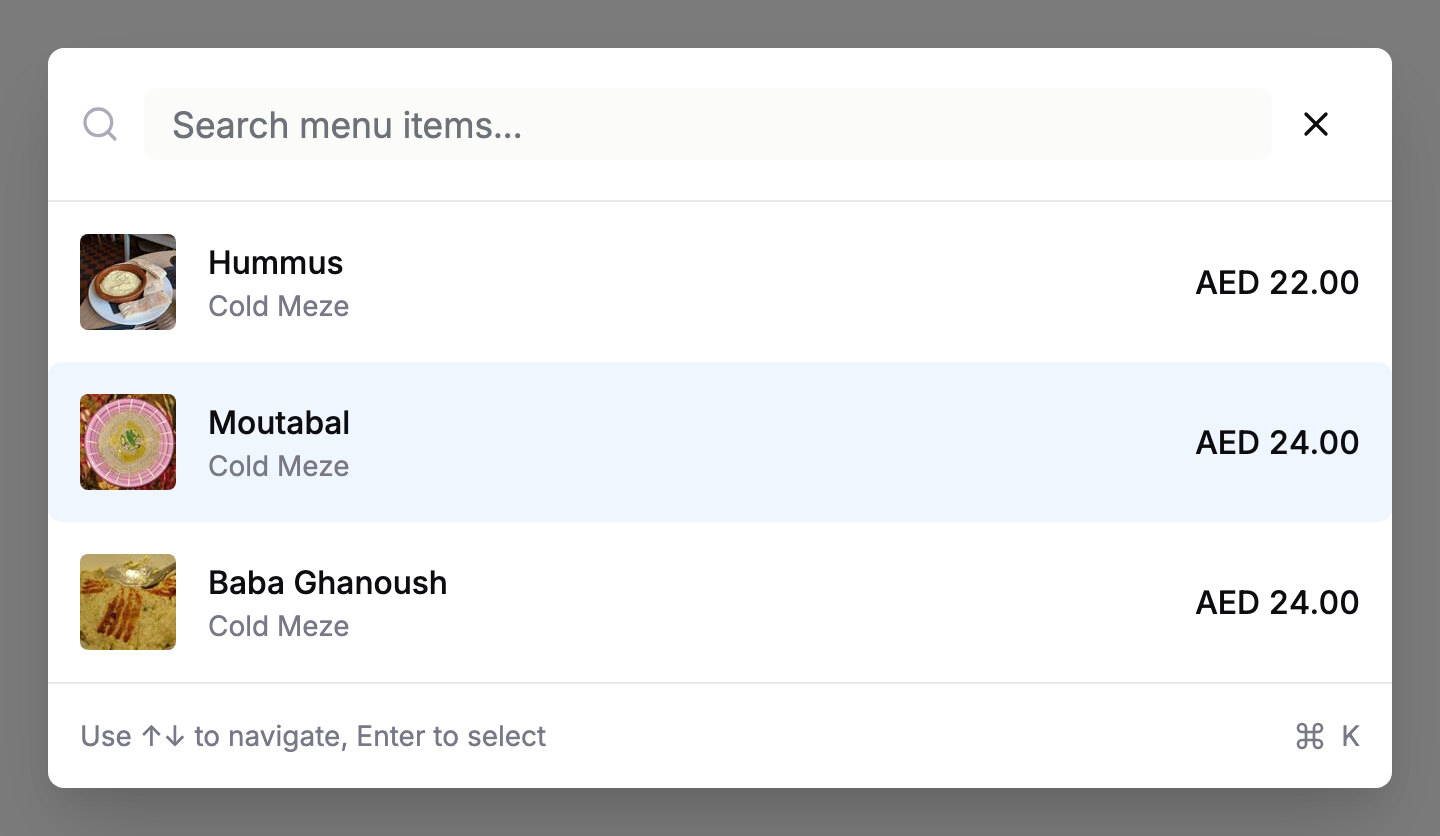 Search menu items...
Hummus
Cold Meze
AED 22.00
Moutabal
Cold Meze
AED 24.00
Baba Ghanoush
Cold Meze
AED 24.00
Use ↑↓ to navigate, Enter to select
⌘ K